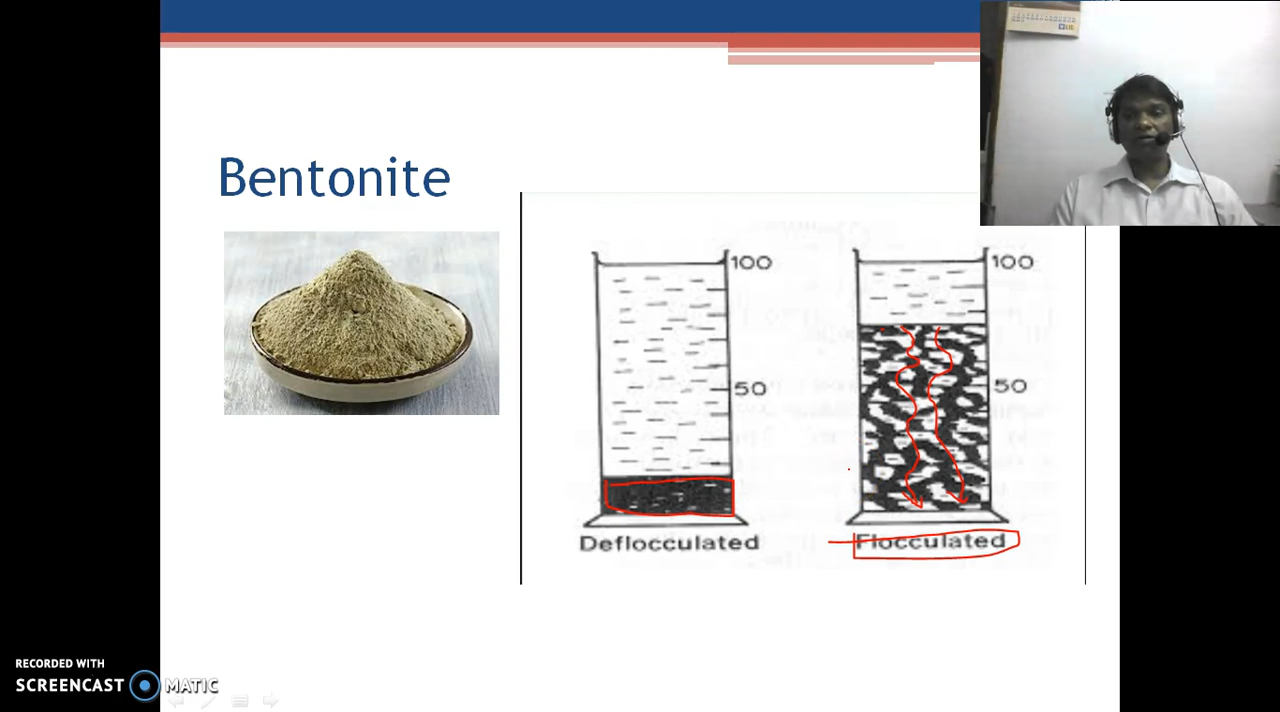 Bentonite
100
50
Deflocculated
100
50
Flocculated
RECORDED WITH
SCREENCAST MATIC